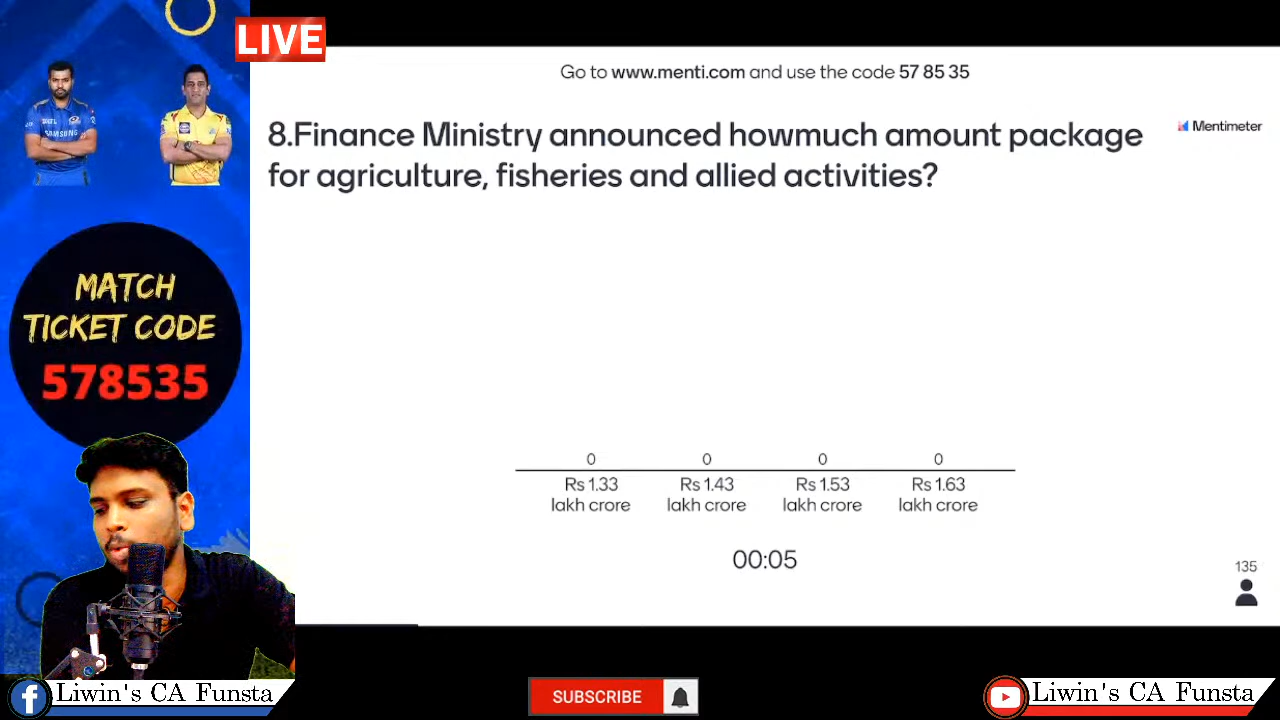 LIVE
Go to www.menti.com and use the code 57 85 35
8.Finance Ministry announced howmuch amount package
for agriculture, fisheries and allied activities?
Mentimeter
SAMSUNG
MATCH
TICKET CODE
578535
0 0 0 0
Rs 1.33 Rs 1.43 Rs 1.53 Rs 1.63
lakh crore lakh crore lakh crore lakh crore
00:05
135
Liwin's CA Funsta
SUBSCRIBE
Liwin's CA Funsta